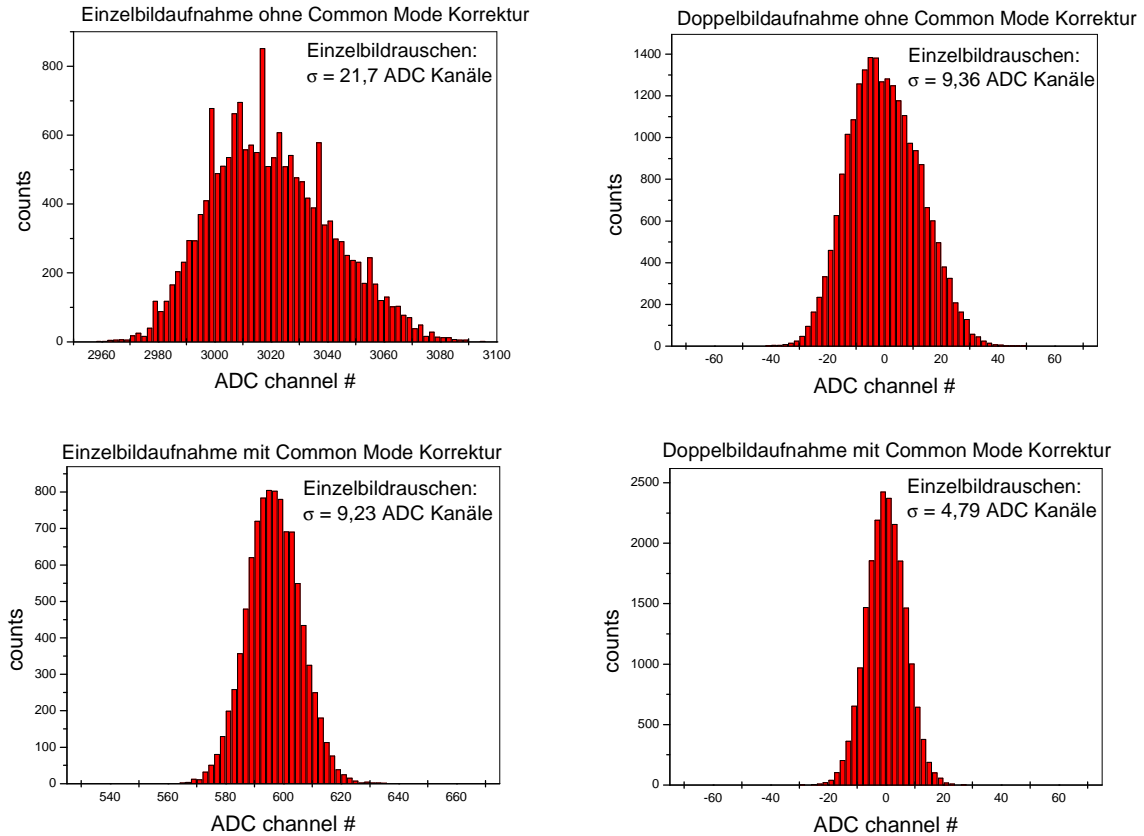 Einzelbildaufnahme ohne Common Mode Korrektur
Einzelbildrauschen:
σ = 21,7 ADC Kanäle
counts
800
600
400
200
0
2960 2980 3000 3020 3040 3060 3080 3100
ADC channel #
Doppelbildaufnahme ohne Common Mode Korrektur
Einzelbildrauschen:
σ = 9,36 ADC Kanäle
counts
1400
1200
1000
800
600
400
200
0
-60 -40 -20 0 20 40 60
ADC channel #
Einzelbildaufnahme mit Common Mode Korrektur
Einzelbildrauschen:
σ = 9,23 ADC Kanäle
counts
800
700
600
500
400
300
200
100
0
540 560 580 600 620 640 660
ADC channel #
Doppelbildaufnahme mit Common Mode Korrektur
Einzelbildrauschen:
σ = 4,79 ADC Kanäle
counts
2500
2000
1500
1000
500
0
-60 -40 -20 0 20 40 60
ADC channel #